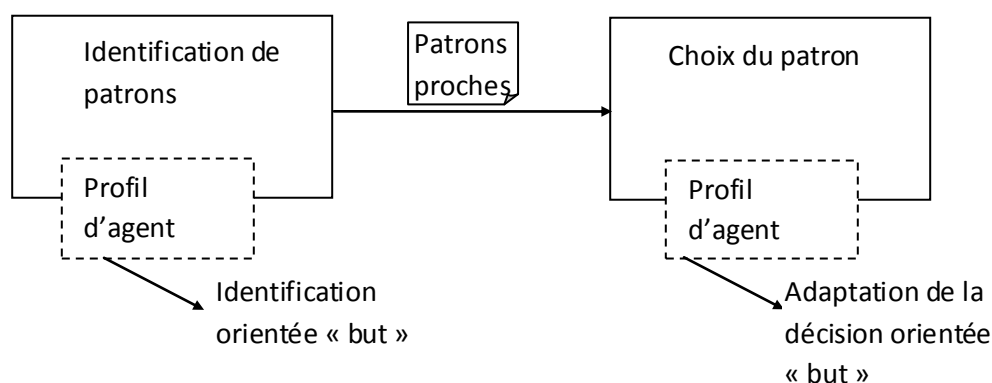 Identification de
patrons
Patrons
proches
Choix du patron
Profil
d’agent
Profil
d’agent
Identification
orientée « but »
Adaptation de la
décision orientée
« but »